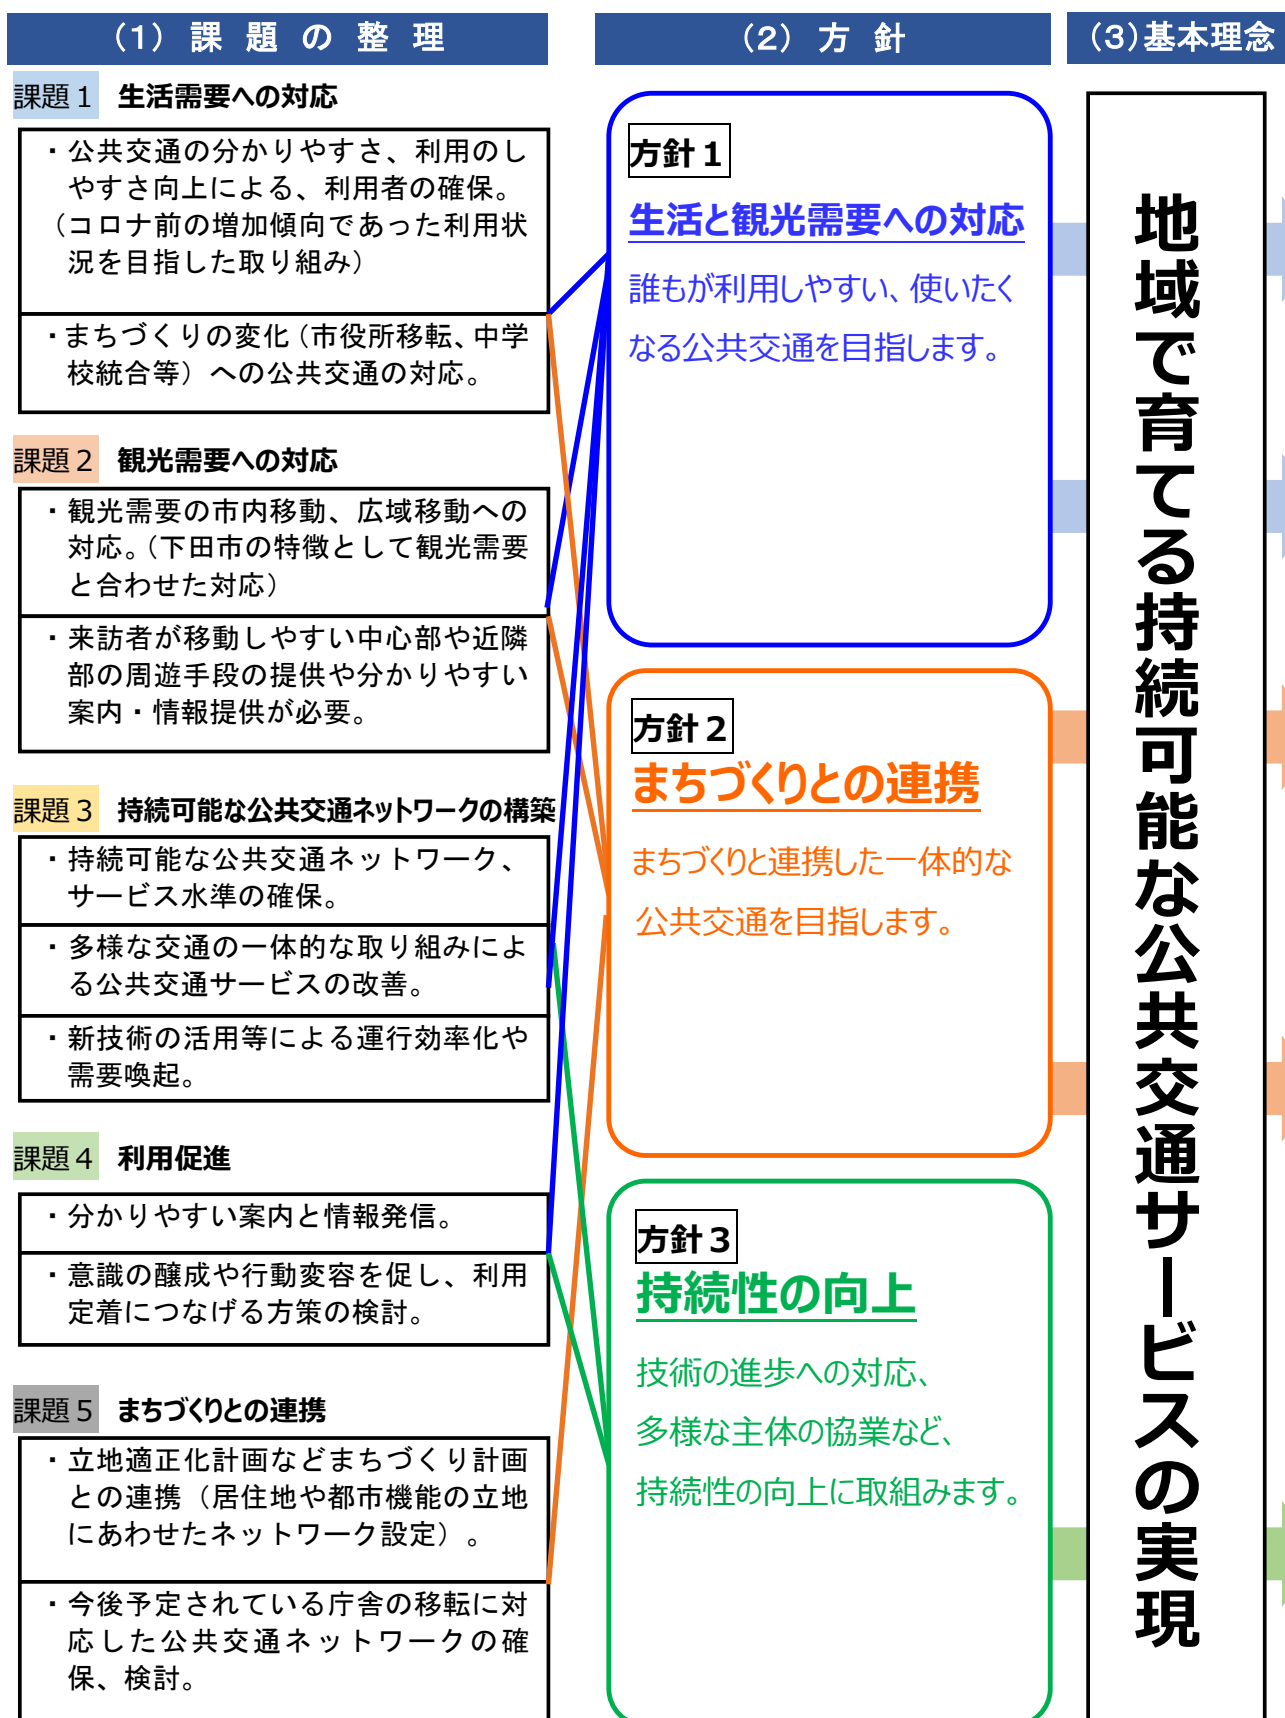 (1) 課題の整理
課題1 生活需要への対応
・公共交通の分かりやすさ、利用のし
やすさ向上による、利用者の確保。
(コロナ前の増加傾向であった利用状
況を目指した取り組み)
・まちづくりの変化(市役所移転、中学
校統合等)への公共交通の対応。
課題2 観光需要への対応
・観光需要の市内移動、広域移動への
対応。(下田市の特徴として観光需要
と合わせた対応)
・来訪者が移動しやすい中心部や近隣
部の周遊手段の提供や分かりやすい
案内・情報提供が必要。
課題3 持続可能な公共交通ネットワークの構築
・持続可能な公共交通ネットワーク、
サービス水準の確保。
・多様な交通の一体的な取り組みによ
る公共交通サービスの改善。
・新技術の活用等による運行効率化や
需要喚起。
課題4 利用促進
・分かりやすい案内と情報発信。
・意識の醸成や行動変容を促し、利用
定着につなげる方策の検討。
課題5 まちづくりとの連携
・立地適正化計画などまちづくり計画
との連携(居住地や都市機能の立地
にあわせたネットワーク設定)。
・今後予定されている庁舎の移転に対
応した公共交通ネットワークの確
保、検討。
(2) 方針
方針1
生活と観光需要への対応
誰もが利用しやすい、使いたく
なる公共交通を目指します。
方針2
まちづくりとの連携
まちづくりと連携した一体的な
公共交通を目指します。
方針3
持続性の向上
技術の進歩への対応、
多様な主体の協業など、
持続性の向上に取組みます。
(3)基本理念
地域で育てる持続可能な公共交通サービスの実現